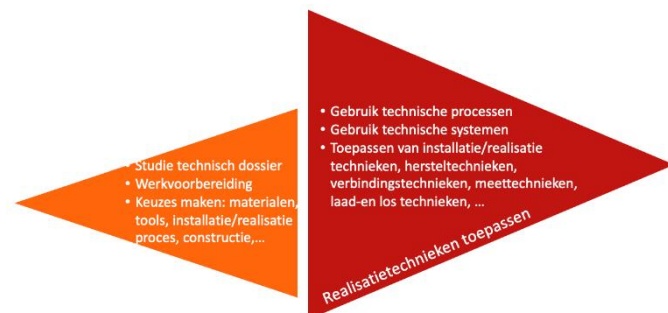 • Studie technisch dossier
• Werkvoorbereiding
• Keuzes maken: materialen,
tools, installatie/realisatie
proces, constructie,...
• Gebruik technische processen
• Gebruik technische systemen
• Toepassen van installatie/realisatie
technieken, hersteltechnieken,
verbindingstechnieken, meettechnieken,
laad-en los technieken, ...
Realisatietechnieken toepassen